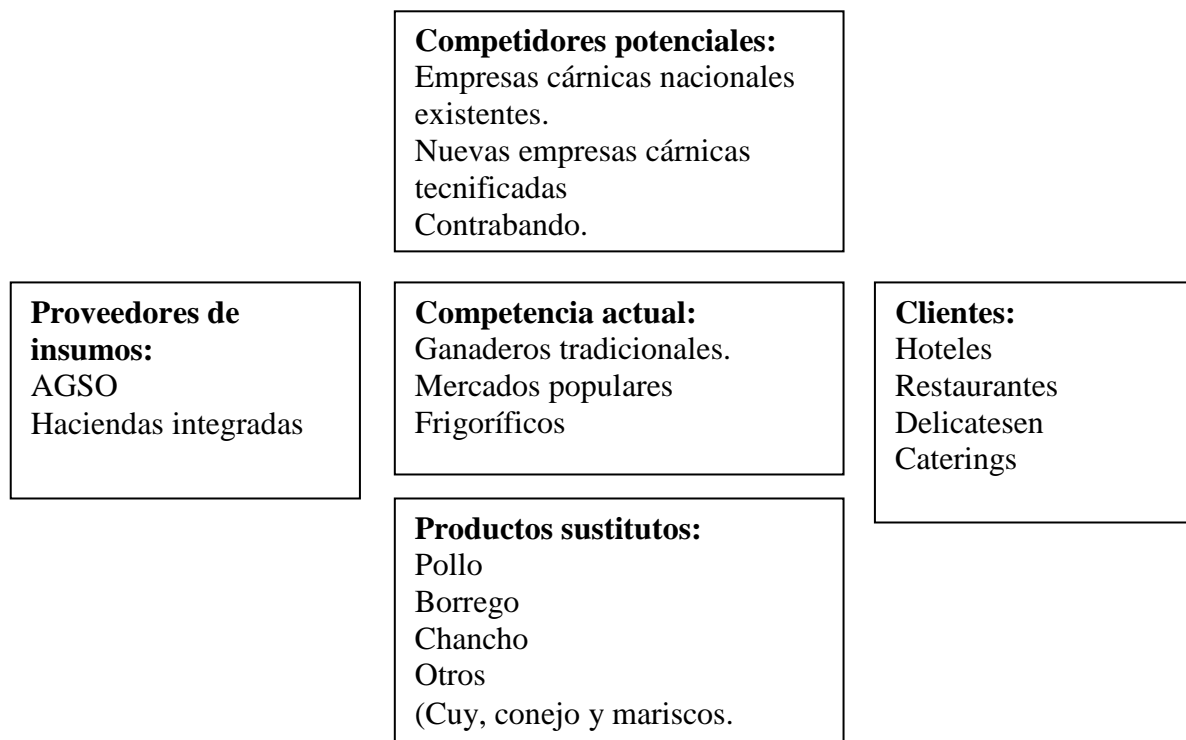 Competidores potenciales:
Empresas cárnicas nacionales
existentes.
Nuevas empresas cárnicas
tecnificadas
Contrabando.
Proveedores de
insumos:
AGSO
Haciendas integradas
Competencia actual:
Ganaderos tradicionales.
Mercados populares
Frigoríficos
Clientes:
Hoteles
Restaurantes
Delicatesen
Caterings
Productos sustitutos:
Pollo
Borrego
Chancho
Otros
(Cuy, conejo y mariscos.